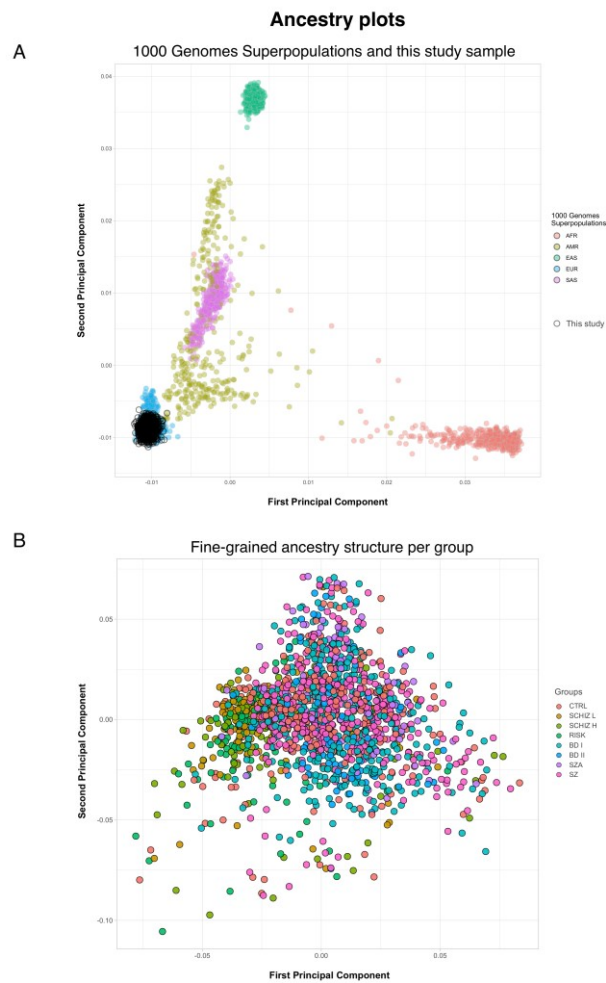 Ancestry plots
A
1000 Genomes Superpopulations and this study sample
Second Principal Component
0.04
0.03
0.02
0.01
0.00
-0.01
-0.01
0.00
0.01
0.02
0.03
First Principal Component
1000 Genomes
Superpopulations
AFR
AMR
EAS
EUR
SAS
This study
B
Fine-grained ancestry structure per group
Second Principal Component
0.05
0.00
-0.05
-0.10
-0.05
0.00
0.05
First Principal Component
Groups
CTRL
SCHIZ L
SCHIZ H
RISK
BD I
BD II
SZA
SZ